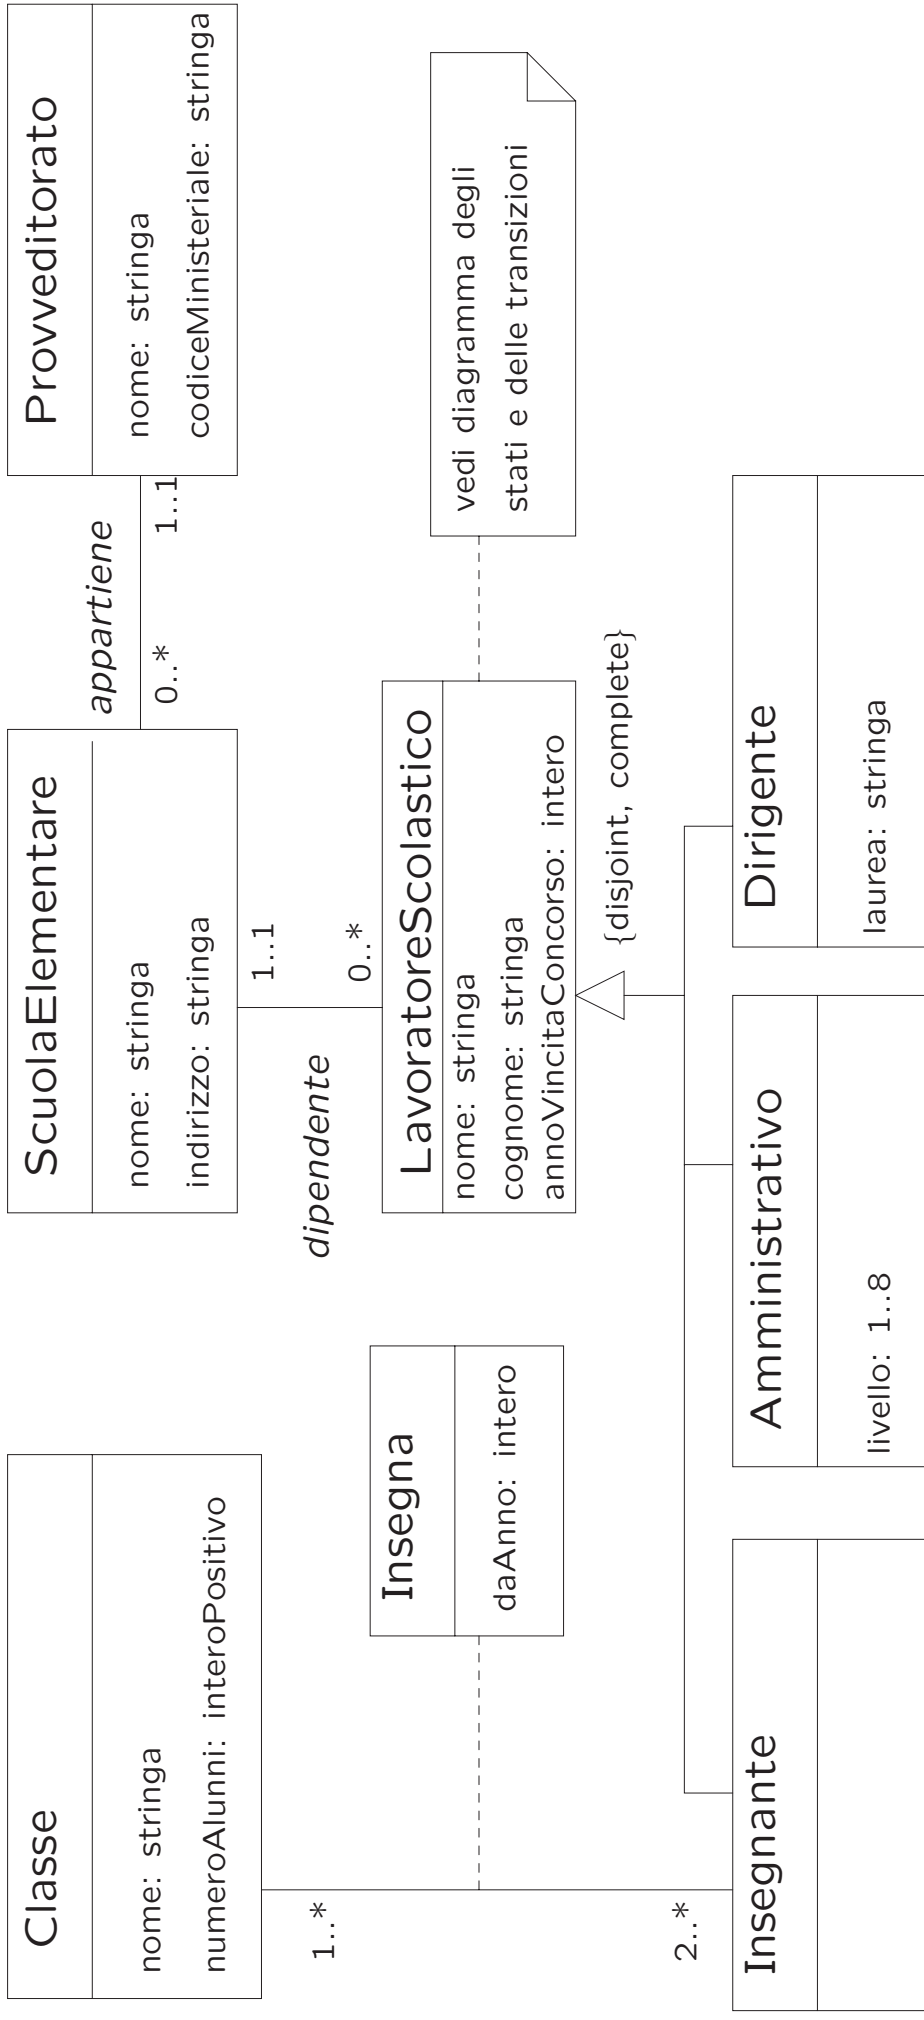 Classe
nome: stringa
numeroAlunni: interoPositivo
ScuolaElementare
nome: stringa
indirizzo: stringa
appartiene
0..*
1..1
Provveditorato
nome: stringa
codiceMinisteriale: stringa
1..*
2..*
Insegna
daAnno: intero
dipendente
1..1
0..*
LavoratoreScolastico
nome: stringa
cognome: stringa
annoVincitaConcorso: intero
vedi diagramma degli
stati e delle transizioni
{disjoint, complete}
Insegnante
Amministrativo
livello: 1..8
Dirigente
laurea: stringa